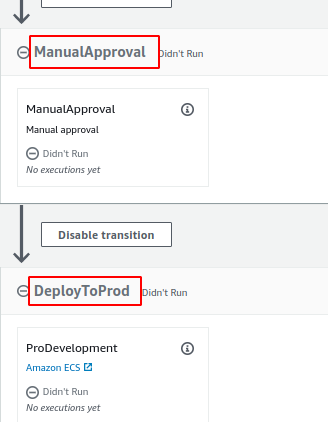 ManualApproval Didn't Run
ManualApproval
Manual approval
Didn't Run
No executions yet
Disable transition
DeployToProd Didn't Run
ProDevelopment
Amazon ECS
Didn't Run
No executions yet